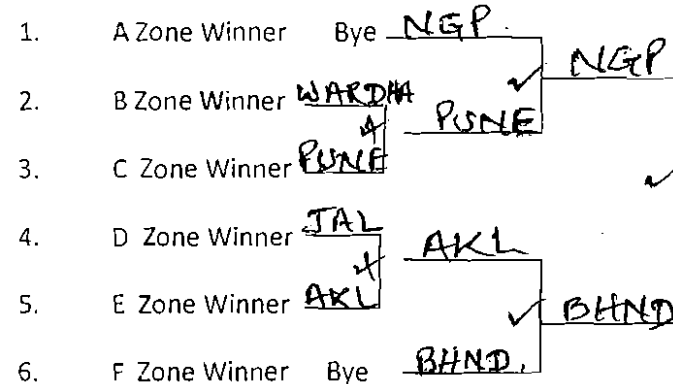 1. A Zone Winner Bye NGP
NGP
2. B Zone Winner WARDHA
PUNE
3. C Zone Winner PUNE
4. D Zone Winner JAL
AKL
5. E Zone Winner AKL
BHND
6. F Zone Winner Bye BHND.